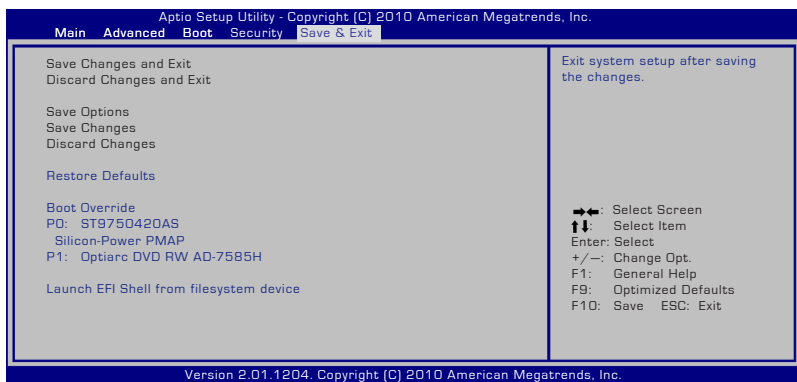 Aptio Setup Utility - Copyright (C) 2010 American Megatrends, Inc.
Main Advanced Boot Security Save & Exit
Save Changes and Exit
Discard Changes and Exit
Save Options
Save Changes
Discard Changes
Restore Defaults
Boot Override
P0: ST9750420AS
Silicon-Power PMAP
P1: Optiarc DVD RW AD-7585H
Launch EFI Shell from filesystem device
Exit system setup after saving
the changes.
→←: Select Screen
↑↓: Select Item
Enter: Select
+/—: Change Opt.
F1: General Help
F9: Optimized Defaults
F10: Save ESC: Exit
Version 2.01.1204. Copyright (C) 2010 American Megatrends, Inc.